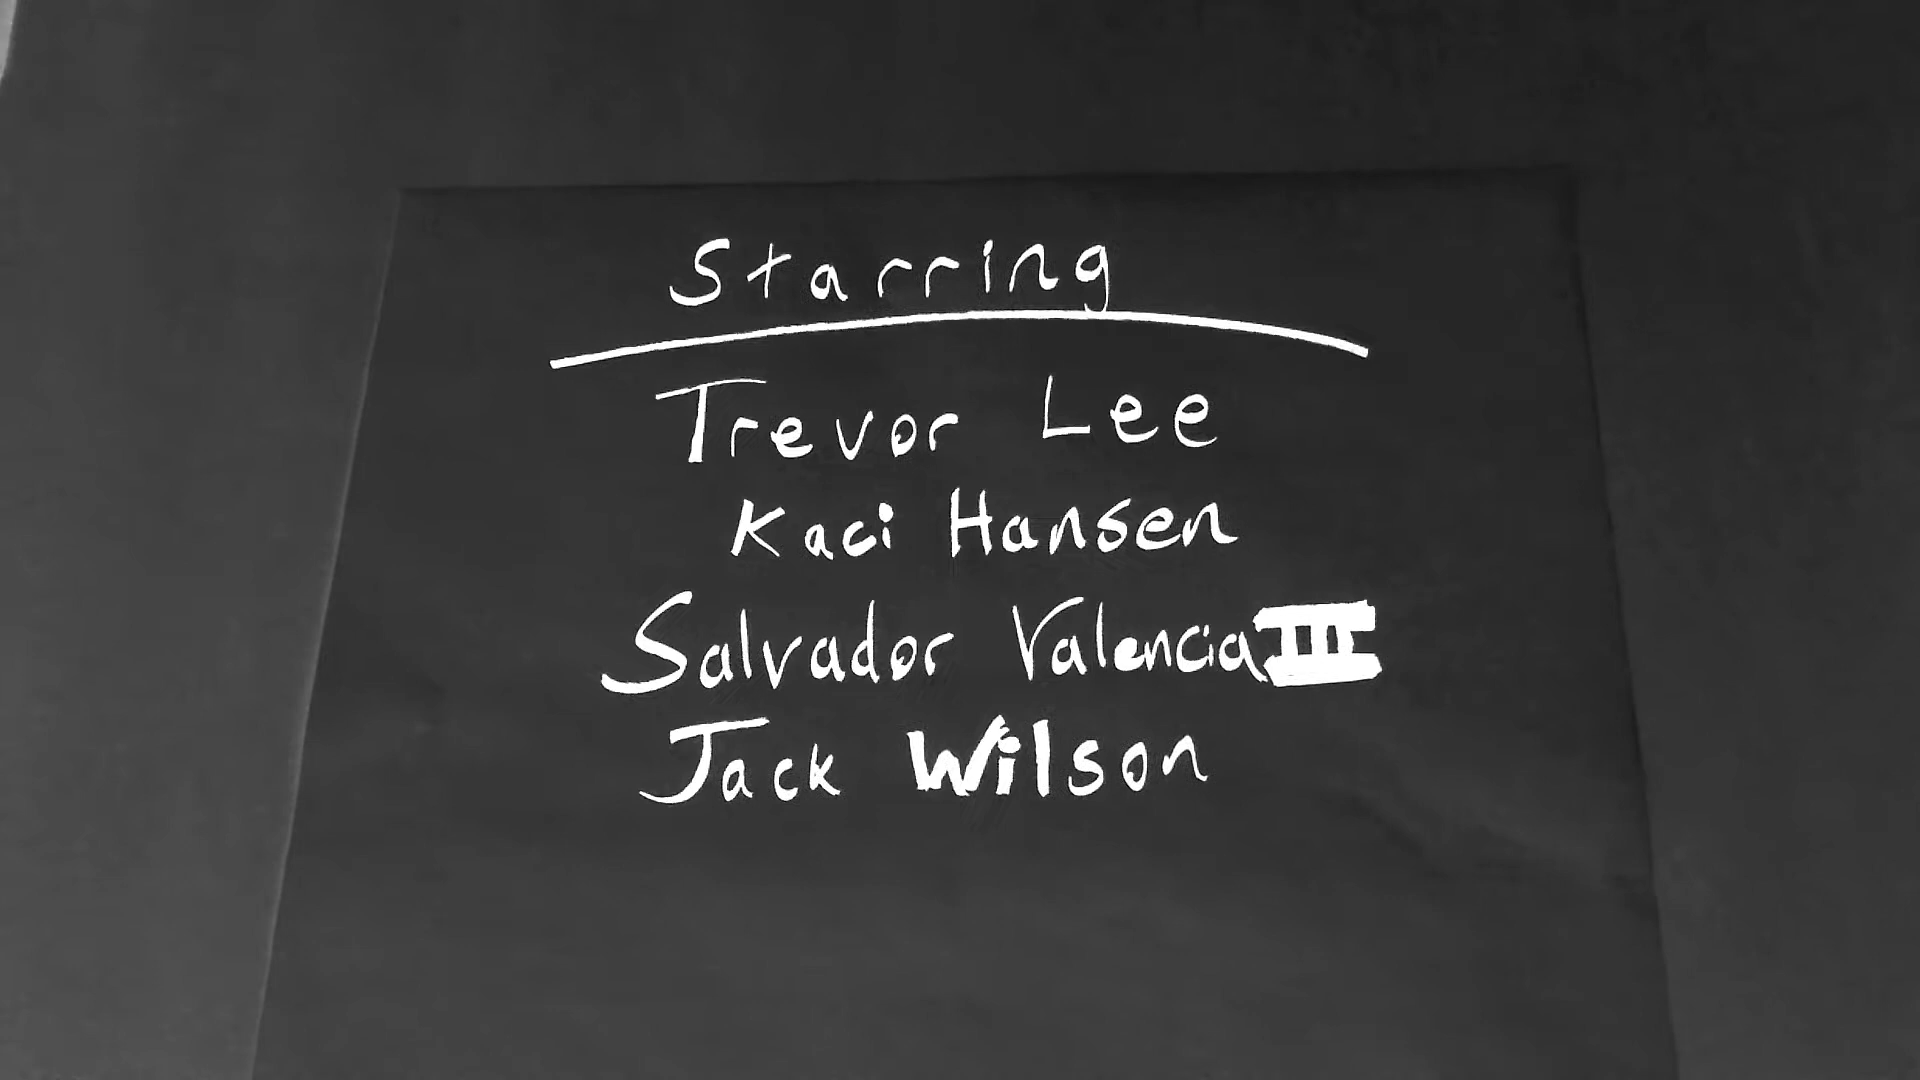 Starring
Trevor Lee
Kaci Hansen
Salvador Valencia III
Jack Wilson